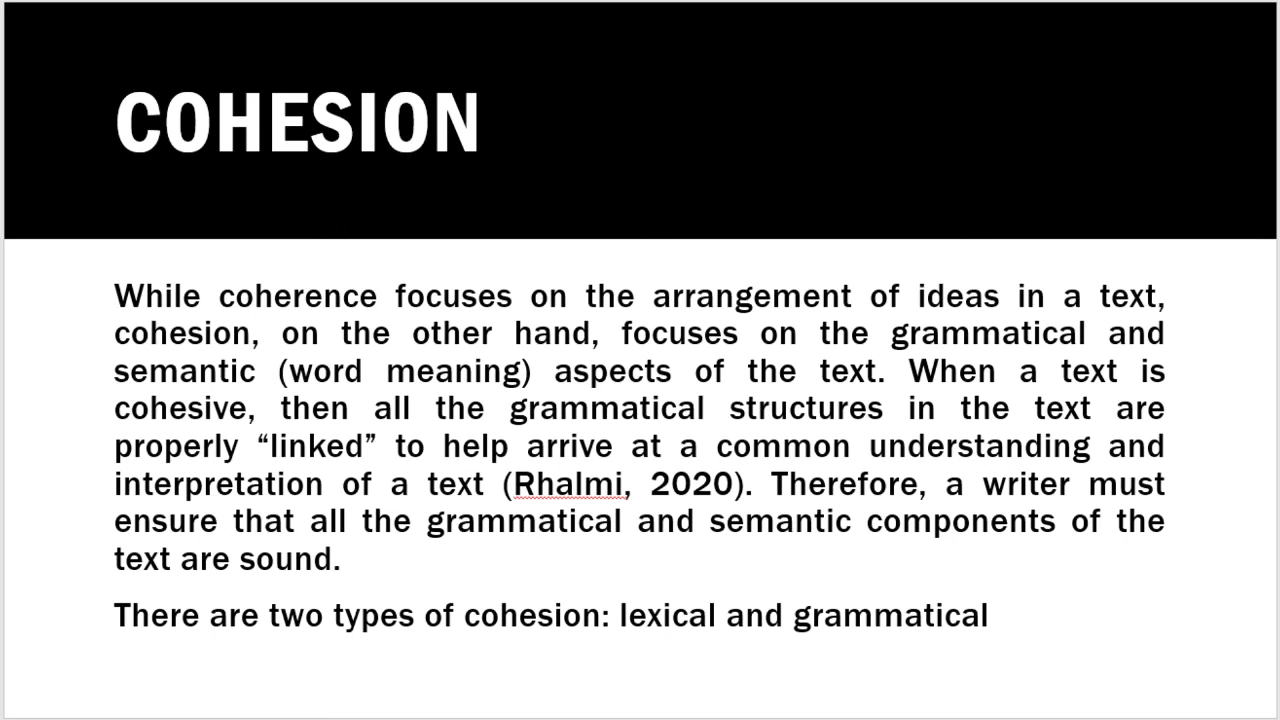 COHESION
While coherence focuses on the arrangement of ideas in a text,
cohesion, on the other hand, focuses on the grammatical and
semantic (word meaning) aspects of the text. When a text is
cohesive, then all the grammatical structures in the text are
properly “linked” to help arrive at a common understanding and
interpretation of a text (Rhalmi, 2020). Therefore, a writer must
ensure that all the grammatical and semantic components of the
text are sound.
There are two types of cohesion: lexical and grammatical